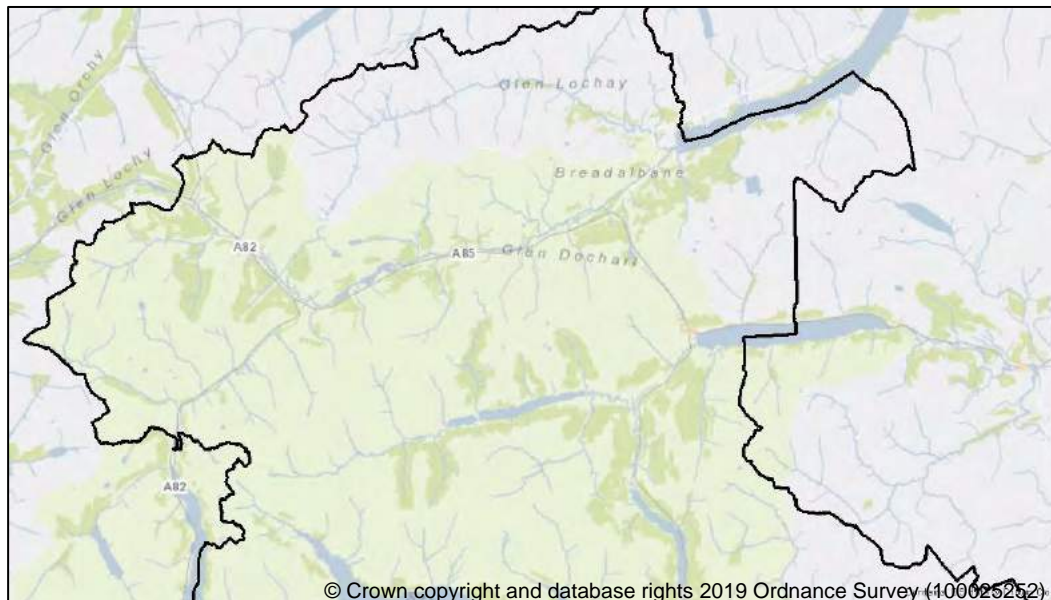 Glen Orchy
Glen Lochay
Glen Lochy
Breadalbane
A82
A85
Glen Dochart
A82
© Crown copyright and database rights 2019 Ordnance Survey (100025252)